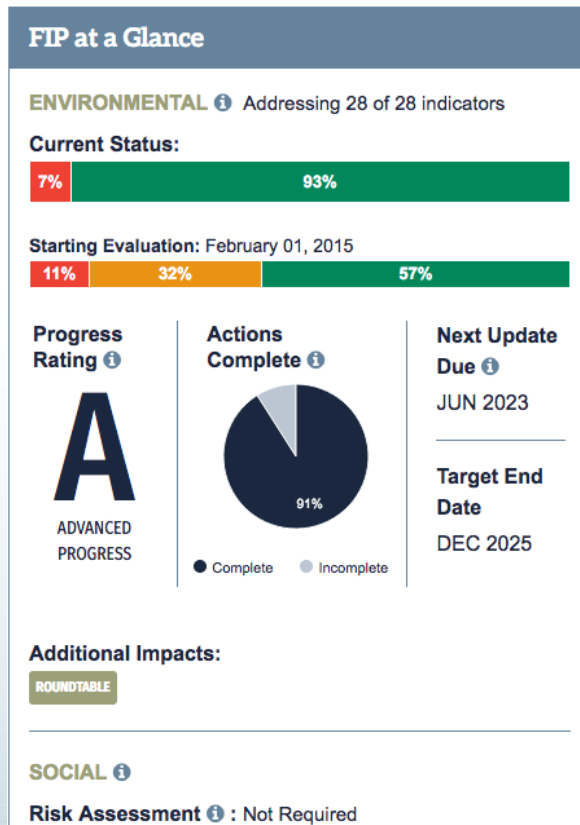 FIP at a Glance
ENVIRONMENTAL i Addressing 28 of 28 indicators
Current Status:
7% 93%
Starting Evaluation: February 01, 2015
11% 32% 57%
Progress
Rating i
A
ADVANCED
PROGRESS
Actions
Complete i
91%
Complete Incomplete
Next Update
Due i
JUN 2023
Target End
Date
DEC 2025
Additional Impacts:
ROUNDTABLE
SOCIAL i
Risk Assessment i : Not Required